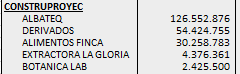 CONSTRUPROYEC
ALBATEQ 126.552.876
DERIVADOS 54.424.755
ALIMENTOS FINCA 30.258.783
EXTRACTORA LA GLORIA 4.376.361
BOTANICA LAB 2.425.500